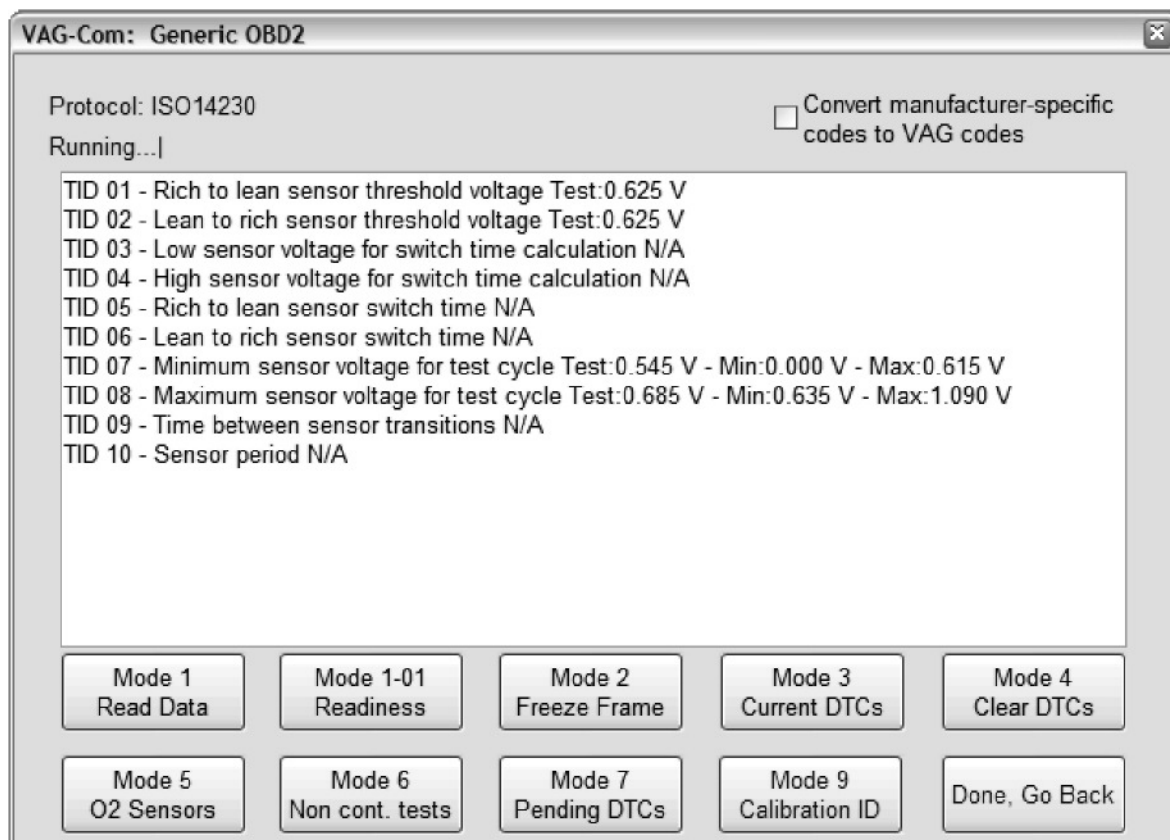 VAG-Com: Generic OBD2
Protocol: ISO14230
Running...|
Convert manufacturer-specific
codes to VAG codes
TID 01 - Rich to lean sensor threshold voltage Test:0.625 V
TID 02 - Lean to rich sensor threshold voltage Test:0.625 V
TID 03 - Low sensor voltage for switch time calculation N/A
TID 04 - High sensor voltage for switch time calculation N/A
TID 05 - Rich to lean sensor switch time N/A
TID 06 - Lean to rich sensor switch time N/A
TID 07 - Minimum sensor voltage for test cycle Test:0.545 V - Min:0.000 V - Max:0.615 V
TID 08 - Maximum sensor voltage for test cycle Test:0.685 V - Min:0.635 V - Max:1.090 V
TID 09 - Time between sensor transitions N/A
TID 10 - Sensor period N/A
Mode 1
Read Data
Mode 1-01
Readiness
Mode 2
Freeze Frame
Mode 3
Current DTCs
Mode 4
Clear DTCs
Mode 5
O2 Sensors
Mode 6
Non cont. tests
Mode 7
Pending DTCs
Mode 9
Calibration ID
Done, Go Back